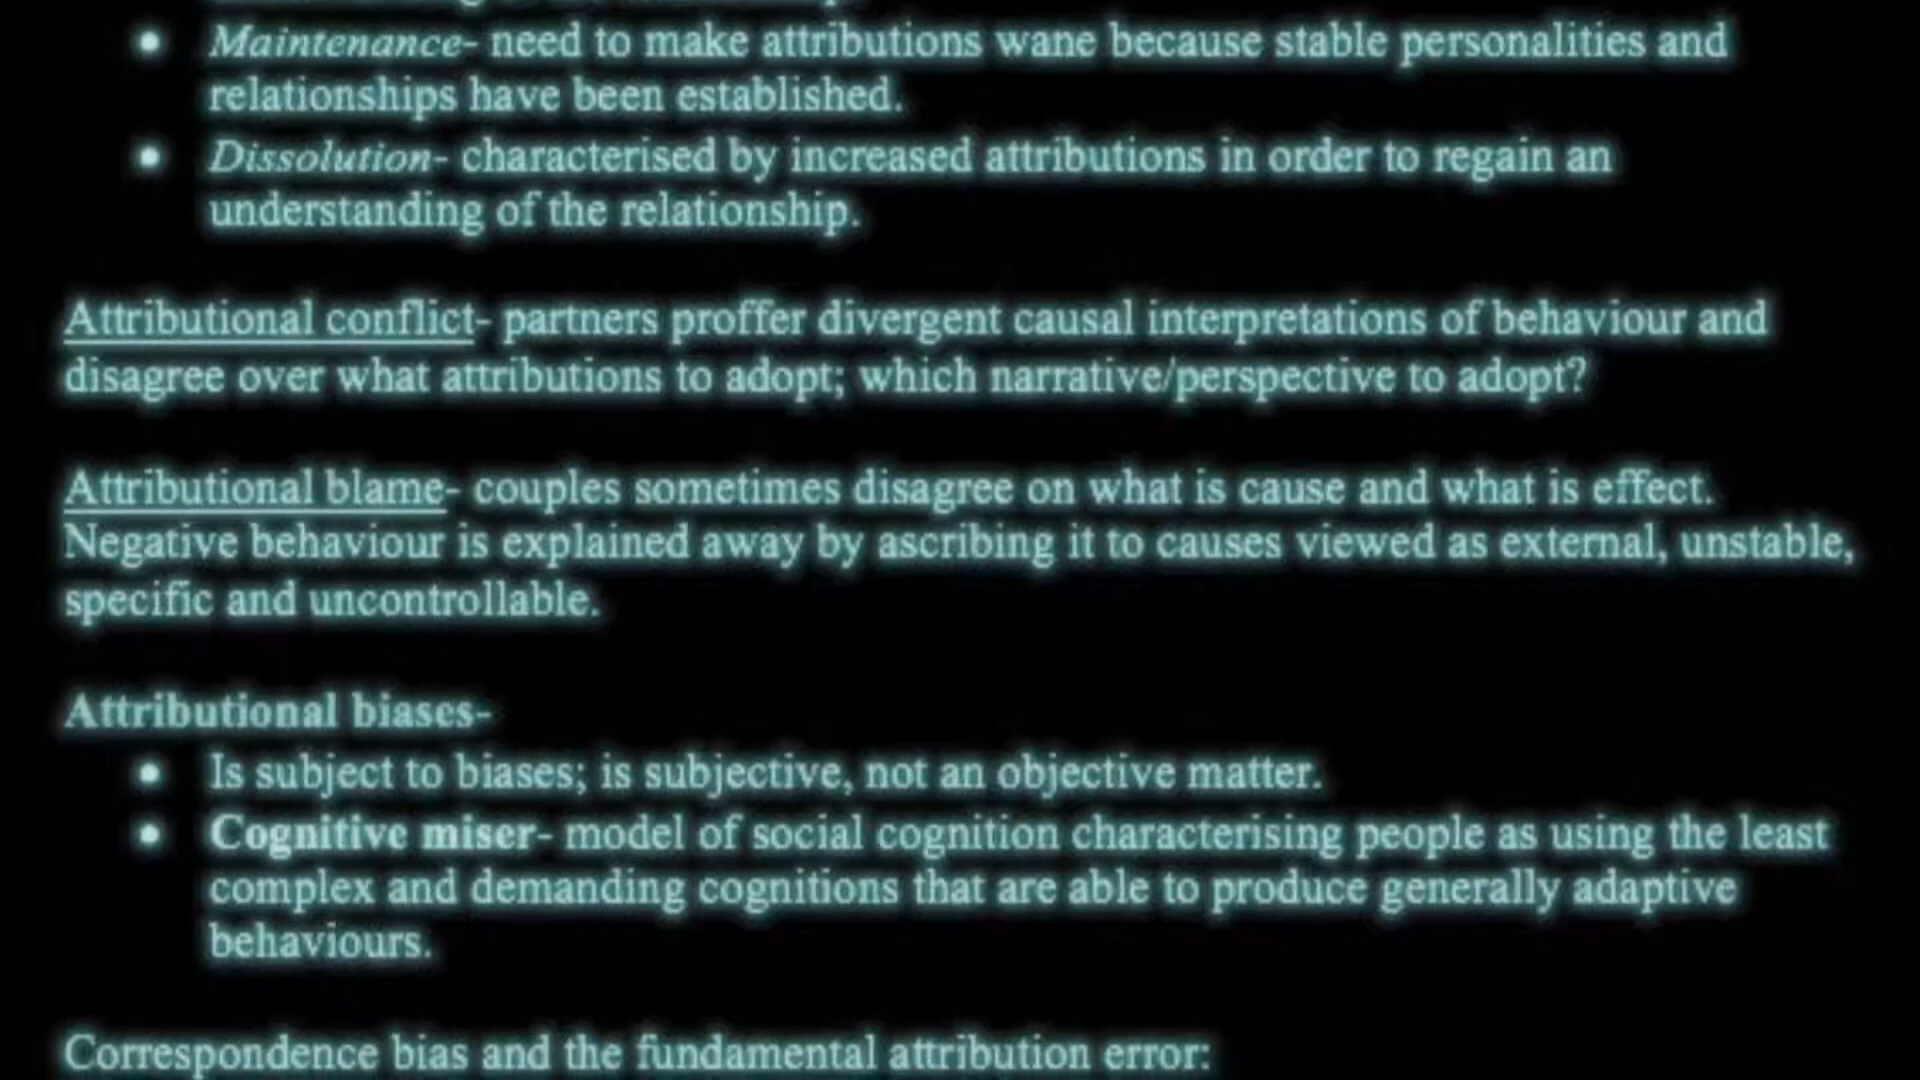 • Maintenance- need to make attributions wane because stable personalities and
relationships have been established.
• Dissolution- characterised by increased attributions in order to regain an
understanding of the relationship.
Attributional conflict- partners proffer divergent causal interpretations of behaviour and
disagree over what attributions to adopt; which narrative/perspective to adopt?
Attributional blame- couples sometimes disagree on what is cause and what is effect.
Negative behaviour is explained away by ascribing it to causes viewed as external, unstable,
specific and uncontrollable.
Attributional biases-
• Is subject to biases; is subjective, not an objective matter.
• Cognitive miser- model of social cognition characterising people as using the least
complex and demanding cognitions that are able to produce generally adaptive
behaviours.
Correspondence bias and the fundamental attribution error: